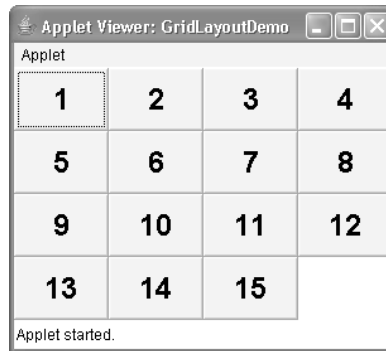 Applet Viewer: GridLayoutDemo
Applet
1 2 3 4
5 6 7 8
9 10 11 12
13 14 15
Applet started.